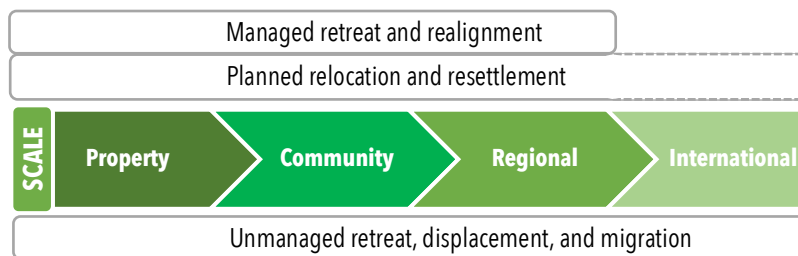 Managed retreat and realignment
Planned relocation and resettlement
SCALE
Property
Community
Regional
International
Unmanaged retreat, displacement, and migration